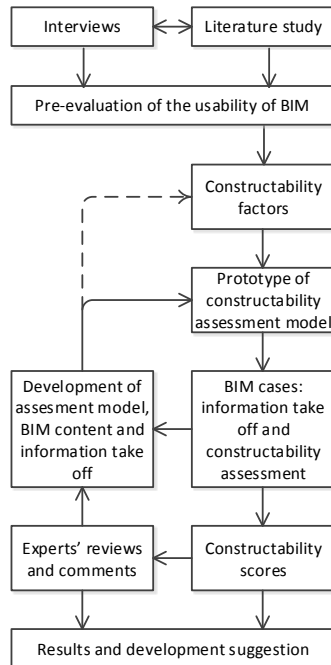 Interviews
Literature study
Pre-evaluation of the usability of BIM
Constructability
factors
Prototype of
constructability
assessment model
Development of
assesment model,
BIM content and
information take
off
BIM cases:
information take
off and
constructability
assessment
Experts’ reviews
and comments
Constructability
scores
Results and development suggestion